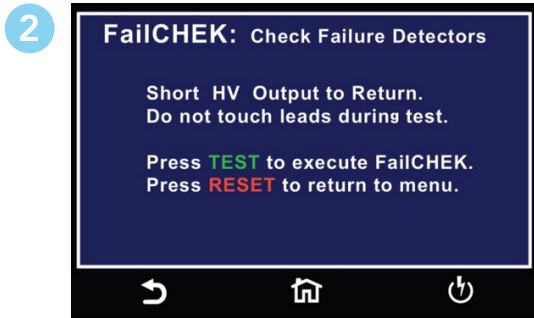 2
FailCHEK: Check Failure Detectors
Short HV Output to Return.
Do not touch leads during test.
Press TEST to execute FailCHEK.
Press RESET to return to menu.